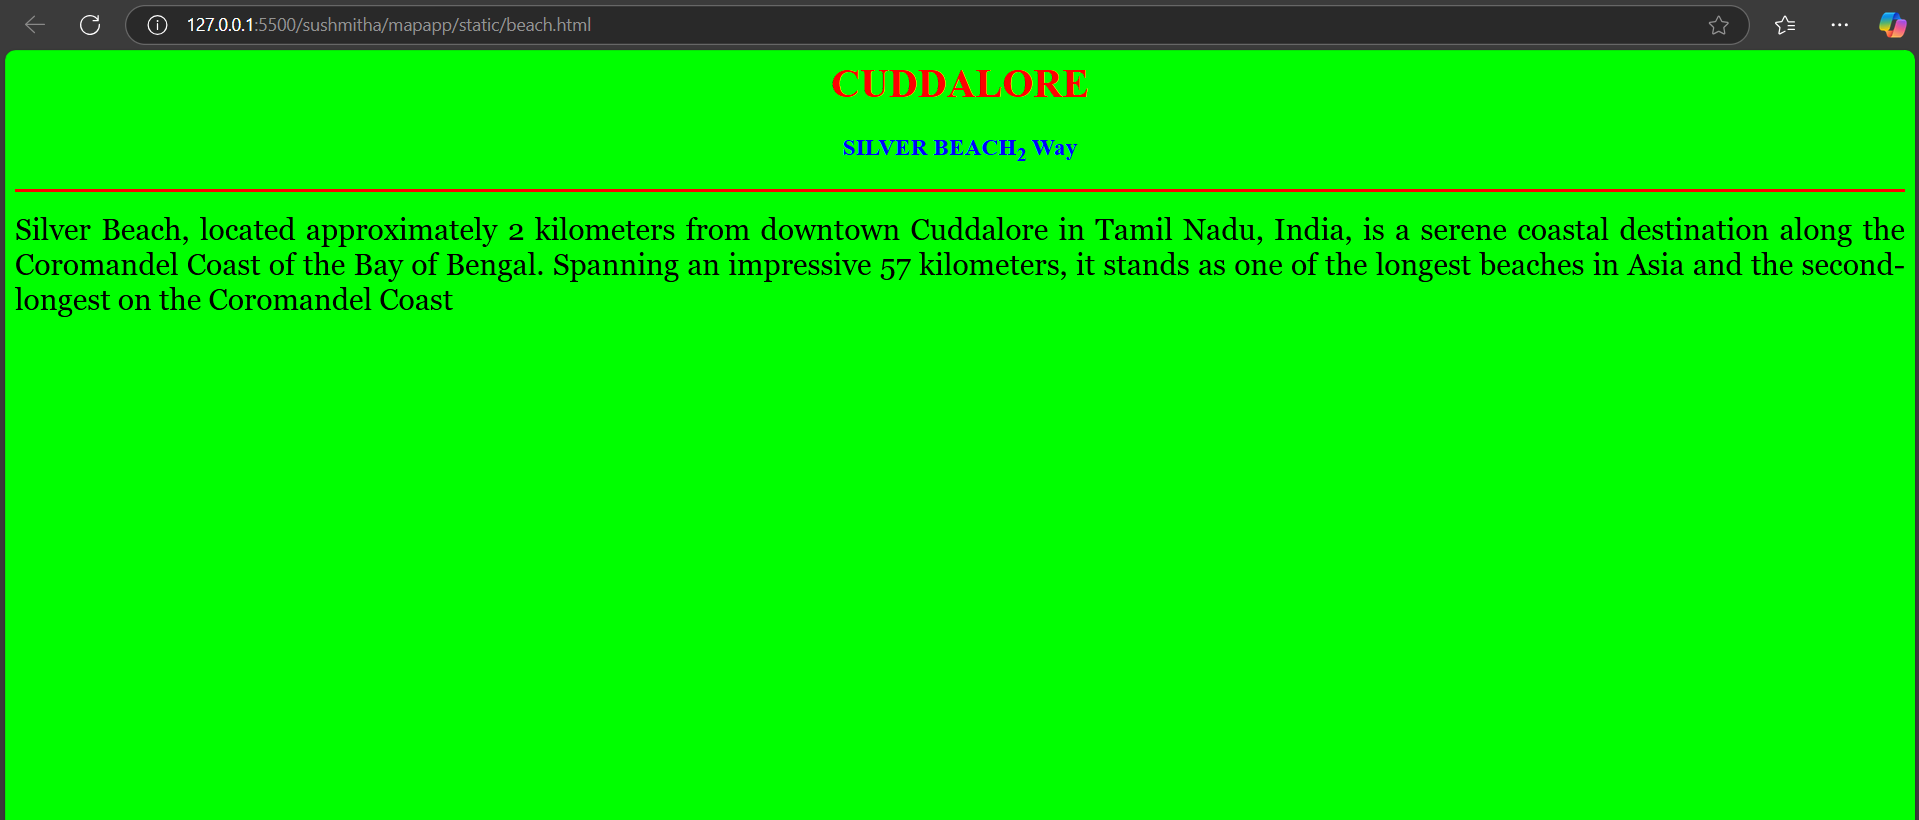 127.0.0.1:5500/sushmitha/mapapp/static/beach.html
CUDDALORE
SILVER BEACH2 Way
Silver Beach, located approximately 2 kilometers from downtown Cuddalore in Tamil Nadu, India, is a serene coastal destination along the
Coromandel Coast of the Bay of Bengal. Spanning an impressive 57 kilometers, it stands as one of the longest beaches in Asia and the second-
longest on the Coromandel Coast